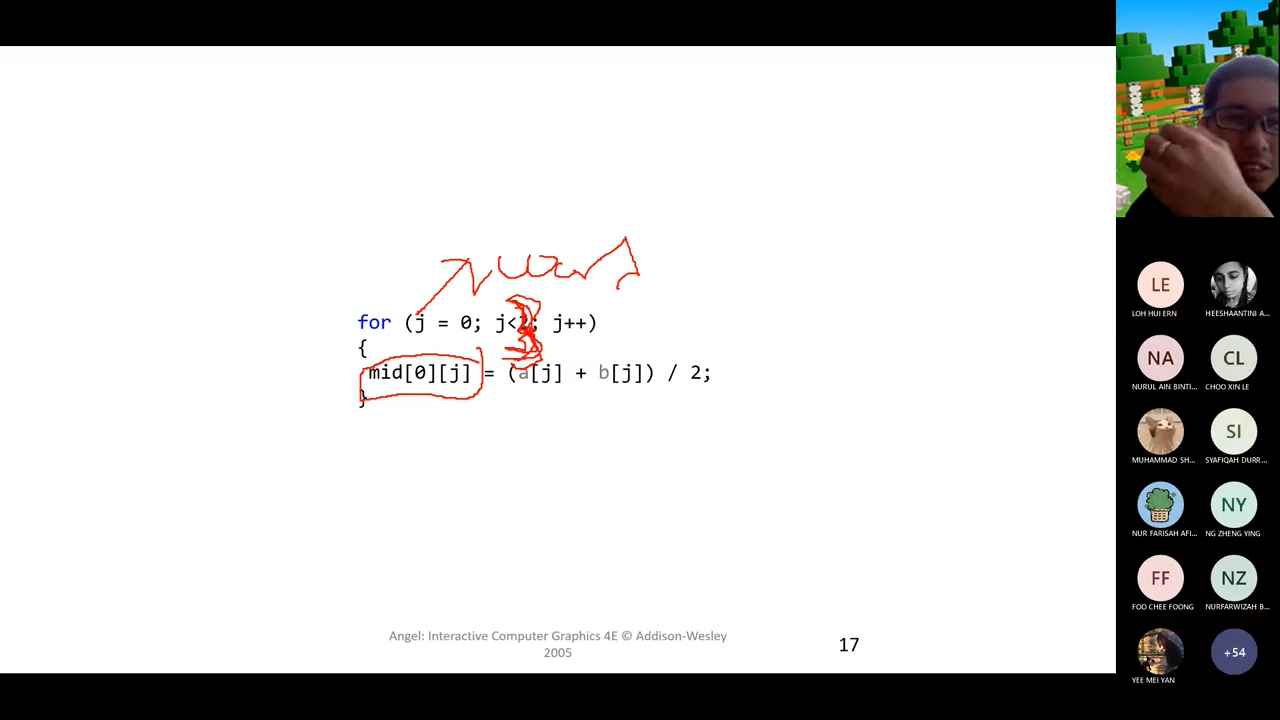 for (j = 0; j< ; j++)
{
mid[0][j] = (a[j] + b[j]) / 2;
}
Angel: Interactive Computer Graphics 4E © Addison-Wesley
2005
17
LE
LOH HUI ERN
HEESHAANTINI A...
NA
CL
NURUL AIN BINTI...
CHOO XIN LE
SI
MUHAMMAD SH...
SYAFIQAH DURR...
NY
NUR FARISAH AFI...
NG ZHENG YING
FF
NZ
FOO CHEE FOONG
NURFARWIZAH B...
+54
YEE MEI YAN